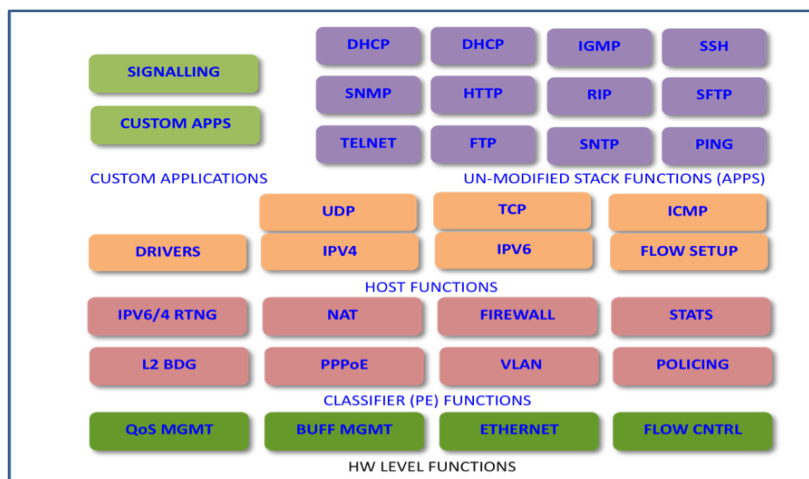 DHCP DHCP IGMP SSH
SIGNALLING
SNMP HTTP RIP SFTP
CUSTOM APPS
TELNET FTP SNTP PING
CUSTOM APPLICATIONS UN-MODIFIED STACK FUNCTIONS (APPS)
UDP TCP ICMP
DRIVERS IPV4 IPV6 FLOW SETUP
HOST FUNCTIONS
IPV6/4 RTNG NAT FIREWALL STATS
L2 BDG PPPoE VLAN POLICING
CLASSIFIER (PE) FUNCTIONS
QoS MGMT BUFF MGMT ETHERNET FLOW CNTRL
HW LEVEL FUNCTIONS